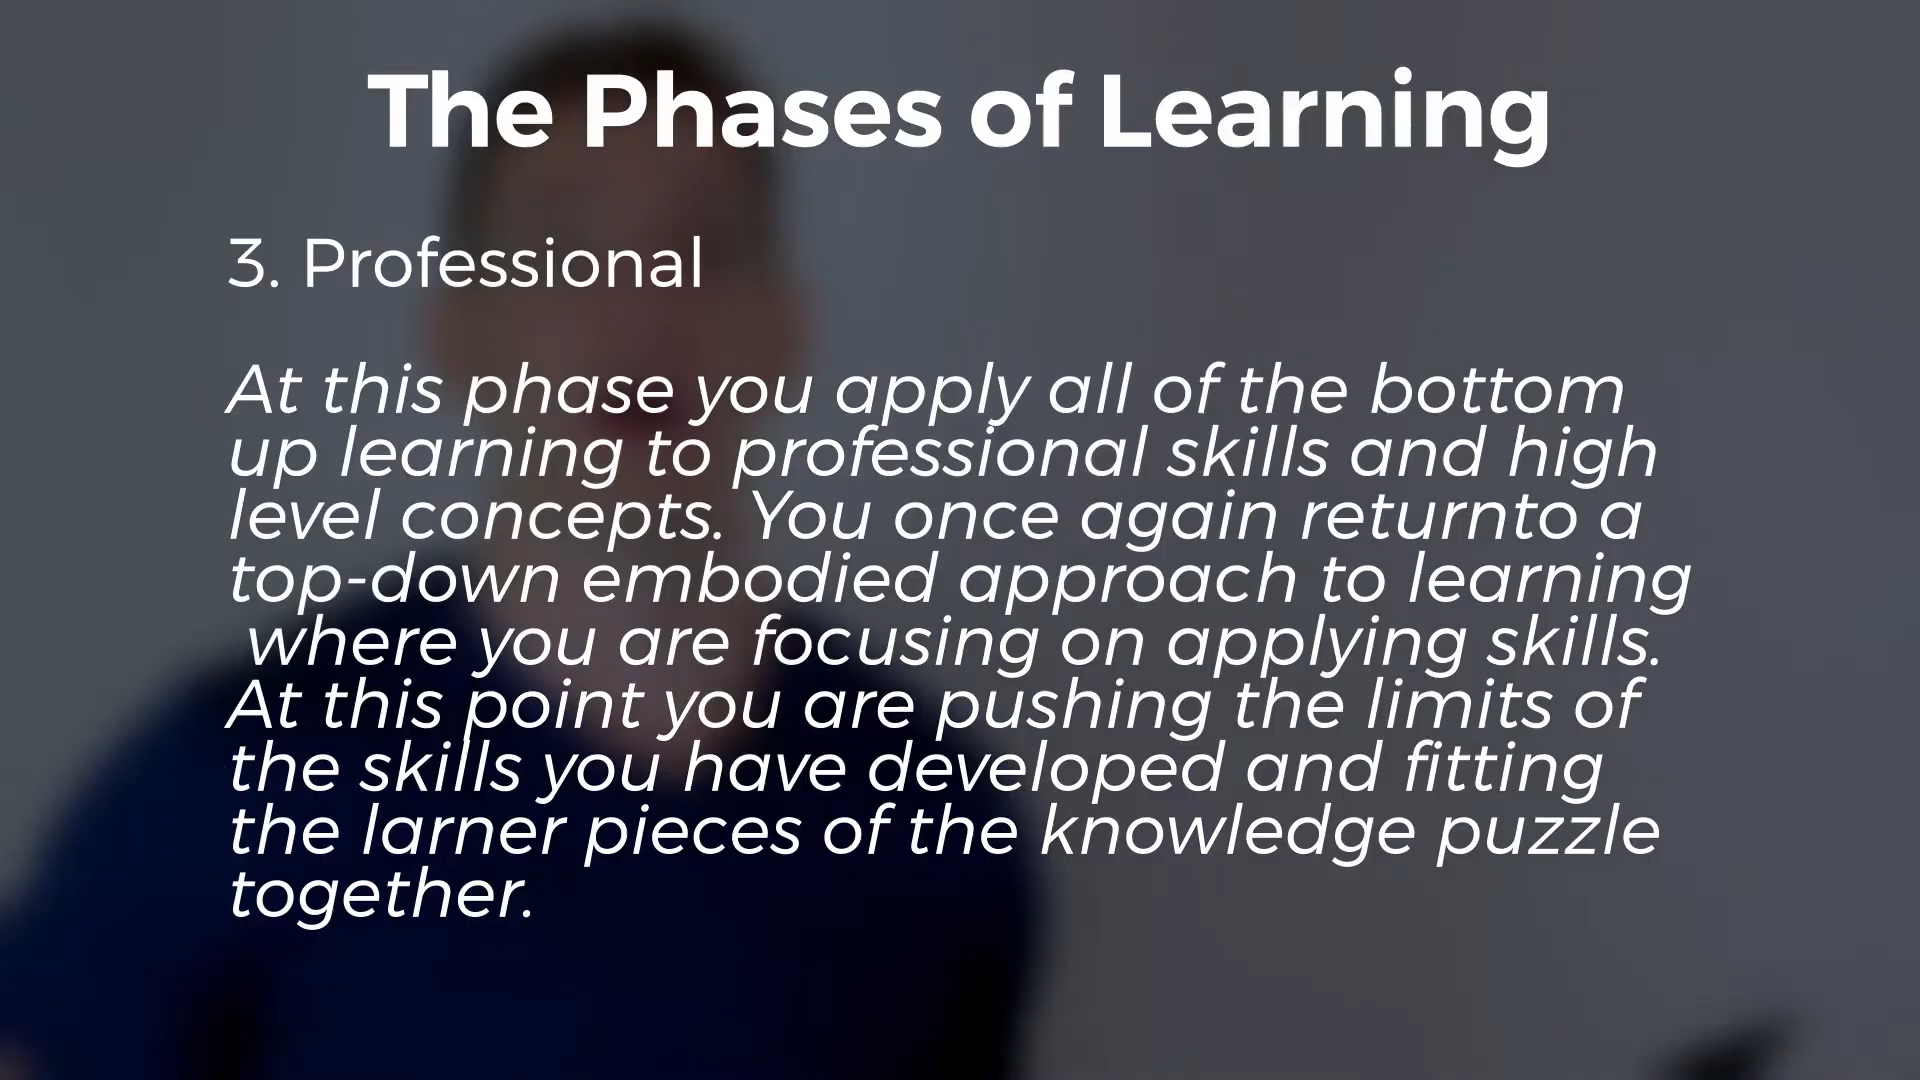 The Phases of Learning
3. Professional
At this phase you apply all of the bottom
up learning to professional skills and high
level concepts. You once again returnto a
top-down embodied approach to learning
where you are focusing on applying skills.
At this point you are pushing the limits of
the skills you have developed and fitting
the larner pieces of the knowledge puzzle
together.